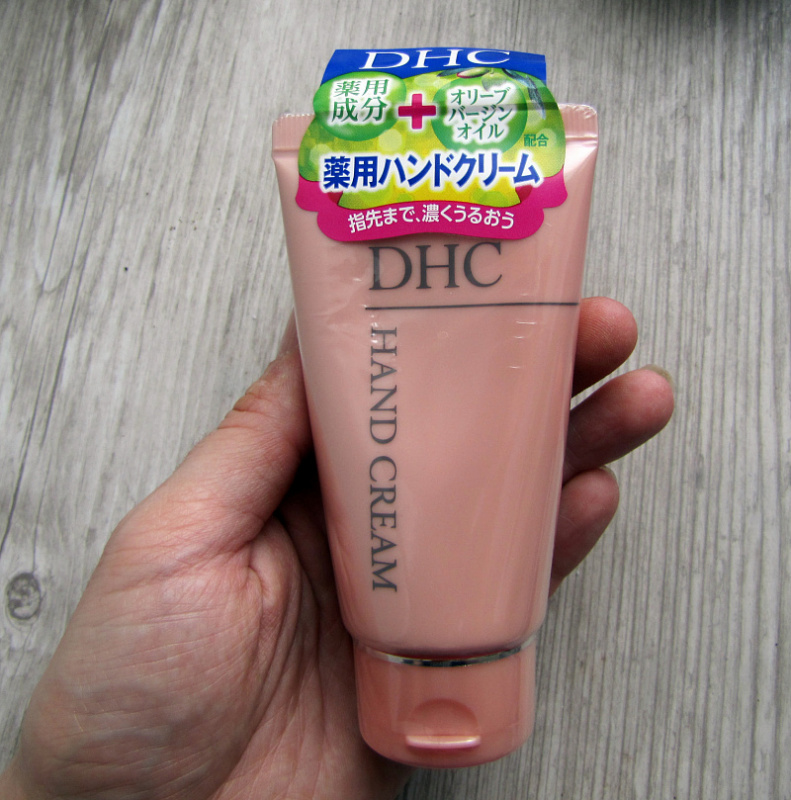 DHC
薬用
成分
+
オリーブ
バージン
オイル
配合
薬用ハンドクリーム
指先まで、濃くうるおう
DHC
HAND CREAM